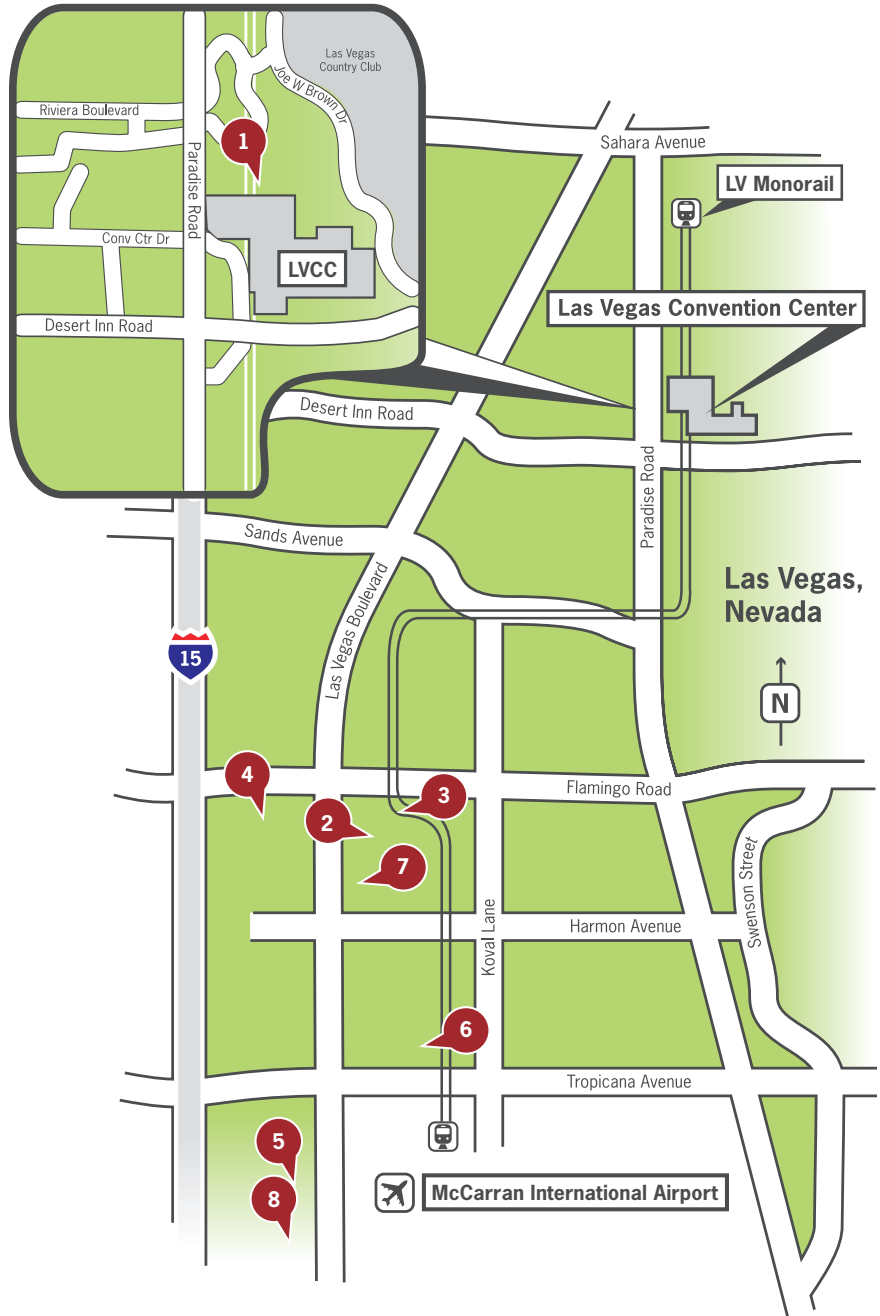 Las Vegas
Country Club
Joe W Brown Dr
Riviera Boulevard
1
Paradise Road
Sahara Avenue
LV Monorail
Conv Ctr Dr
LVCC
Las Vegas Convention Center
Desert Inn Road
Desert Inn Road
Paradise Road
Sands Avenue
Las Vegas,
Nevada
Las Vegas Boulevard
15
N
4
3
Flamingo Road
2
7
Swenson Street
Koval Lane
Harmon Avenue
6
Tropicana Avenue
5
8
McCarran International Airport